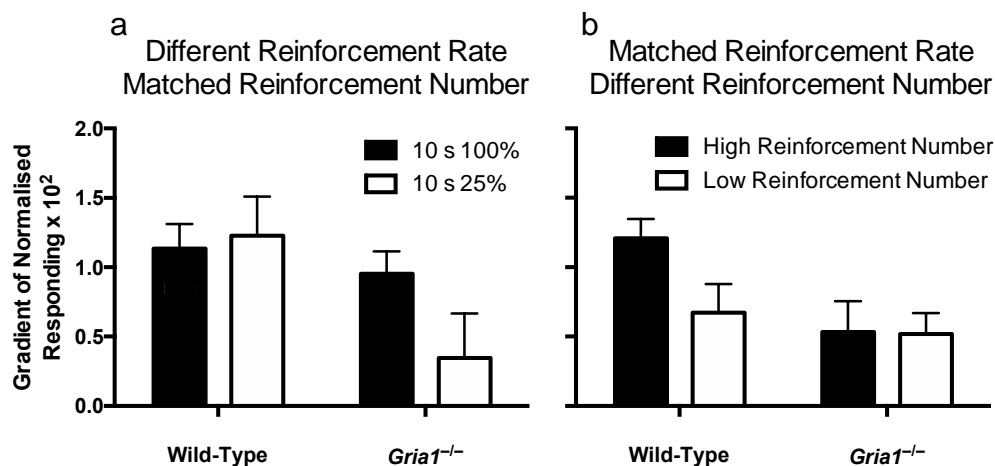 a
Different Reinforcement Rate
Matched Reinforcement Number
b
Matched Reinforcement Rate
Different Reinforcement Number
Gradient of Normalised
Responding x 10²
2.0
1.5
1.0
0.5
0.0
10 s 100%
10 s 25%
High Reinforcement Number
Low Reinforcement Number
Wild-Type
Gria1⁻/⁻
Wild-Type
Gria1⁻/⁻